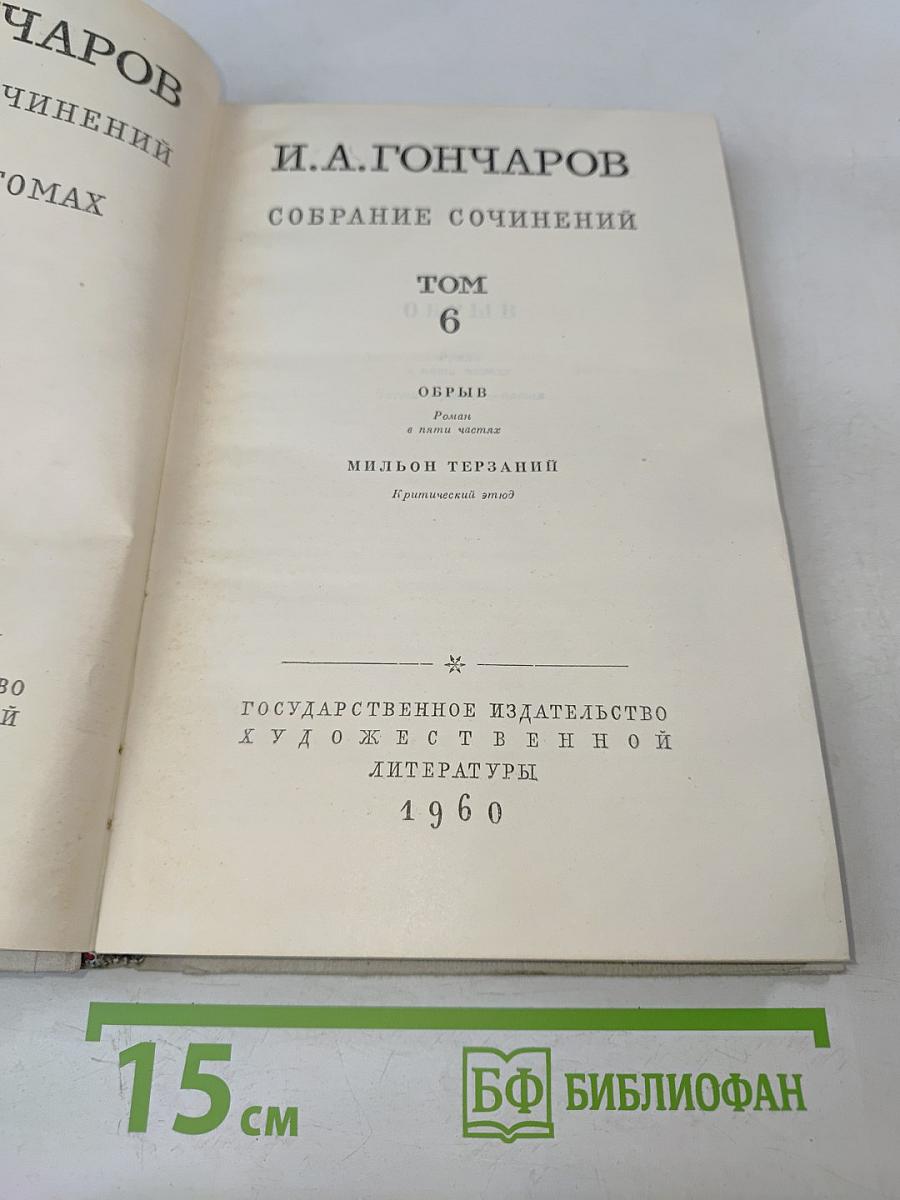 ЧАРОВ
ЧИНЕНИЙ
ТОМАХ
ВО
Й
И.А.ГОНЧАРОВ
СОБРАНИЕ СОЧИНЕНИЙ
ТОМ
6
ОБРЫВ
Роман
в пяти частях
МИЛЬОН ТЕРЗАНИЙ
Критический этюд
ГОСУДАРСТВЕННОЕ ИЗДАТЕЛЬСТВО
ХУДОЖЕСТВЕННОЙ
ЛИТЕРАТУРЫ
1960
15 см
БФ БИБЛИОФАН